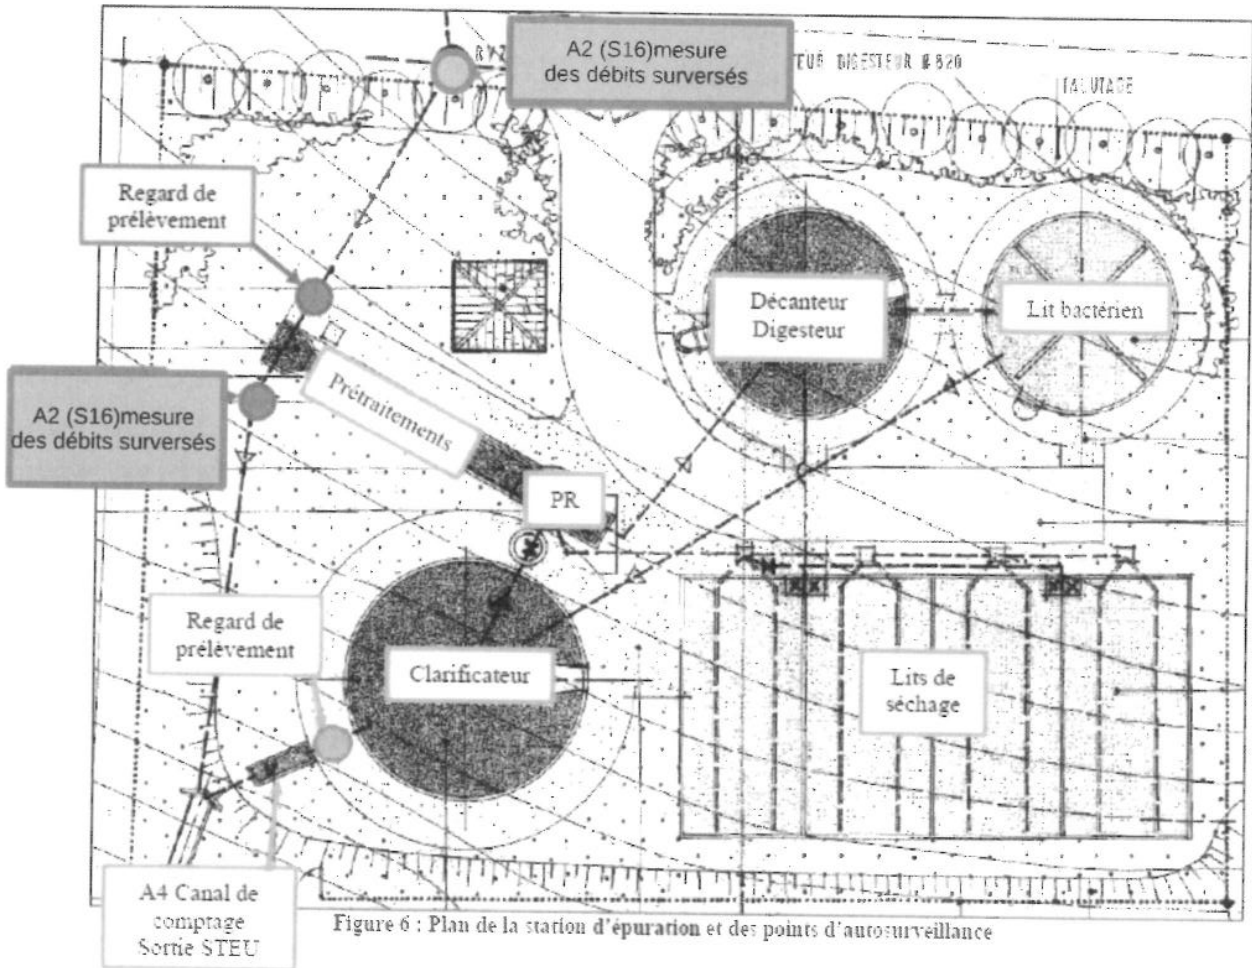 A2 (S16)mesure
des débits surversés
TEUR DIGESTEUR Ø 820
TALUTAGE
Regard de
prélèvement
Décanteur
Digesteur
Lit bactérien
A2 (S16)mesure
des débits surversés
Prétraitements
PR
Regard de
prélèvement
Clarificateur
Lits de
séchage
A4 Canal de
comptage
Sortie STEU
Figure 6 : Plan de la station d'épuration et des points d'autosurveillance